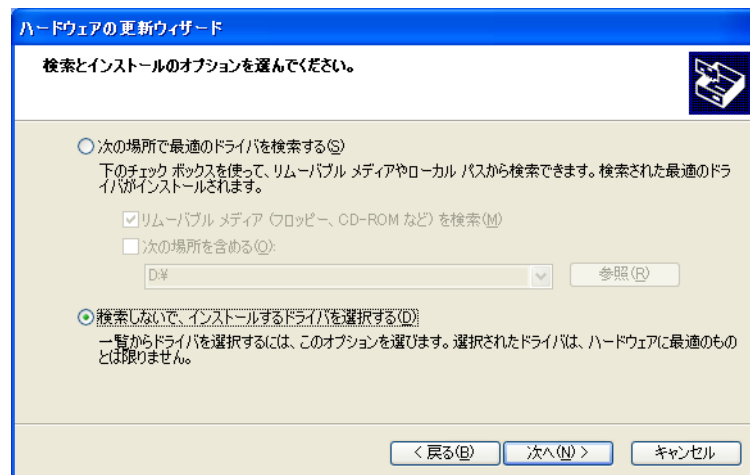 ハードウェアの更新ウィザード
検索とインストールのオプションを選んでください。
次の場所で最適のドライバを検索する(S)
下のチェック ボックスを使って、リムーバブル メディアやローカル パスから検索できます。検索された最適のドラ
イバがインストールされます。
リムーバブル メディア (フロッピー、CD-ROM など) を検索(M)
次の場所を含める(O):
D:¥
参照(R)
検索しないで、インストールするドライバを選択する(D)
一覧からドライバを選択するには、このオプションを選びます。選択されたドライバは、ハードウェアに最適のもの
とは限りません。
< 戻る(B)
次へ(N) >
キャンセル